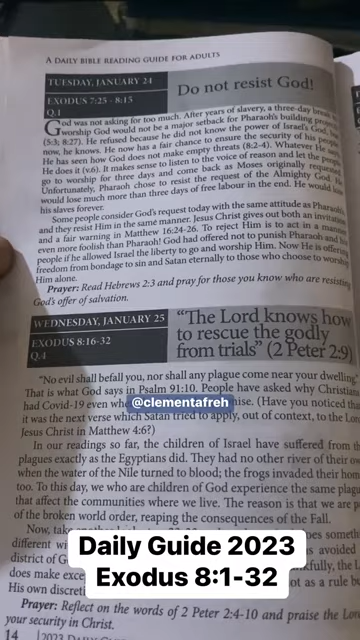 A DAILY BIBLE READING GUIDE FOR ADULTS
TUESDAY, JANUARY 24
EXODUS 7:25 - 8:15
Q.1
Do not resist God!
God was not asking for too much. After years of slavery, a three-day break
worship God would not be a major setback for Pharaoh's building
(5:3; 8:27). He refused because he did not know the power of Israel's God,
now, he knows. He now has a fair chance to ensure the security of his people.
He has seen how God does not make empty threats (8:2-4). Whatever He
He does it (v.6). It makes sense to listen to the voice of reason and let the people
go to worship for three days and come back as Moses originally requested.
Unfortunately, Pharaoh chose to resist the request of the Almighty God. He
would lose much more than three days of free labour in the end. He would lose
his slaves forever.
Some people consider God's request today with the same attitude as Pharaoh's,
and they resist Him in the same manner. Jesus Christ gives out both an invitation
and a fair warning in Matthew 16:24-26. To reject Him is to act in a manner
even more foolish than Pharaoh! God had offered not to punish Pharaoh and his
people if he allowed Israel the liberty to go and worship Him. Now He is offering
freedom from bondage to sin and Satan eternally to those who choose to worship
Him alone.
Prayer: Read Hebrews 2:3 and pray for those you know who are resisting
God's offer of salvation.
WEDNESDAY, JANUARY 25
EXODUS 8:16-32
Q.4
"The Lord knows how
to rescue the godly
from trials" (2 Peter 2:9)
"No evil shall befall you, nor shall any plague come near your dwelling"
That is what God says in Psalm 91:10. People have asked why Christians
had Covid-19 even (Have you noticed that
@clementafreh
it was the next verse which Satan tried to apply, out of context, to the Lord
Jesus Christ in Matthew 4:6?)
In our readings so far, the children of Israel have suffered from the
plagues exactly as the Egyptians did. They had no other river of their own
when the water of the Nile turned to blood; the frogs invaded their homes
too. To this day, we who are children of God experience the same plagues
that affect the communities where we live. The reason is that we are part
of the broken world order, reaping the consequences of the Fall.
Daily Guide 2023
Exodus 8:1-32
Now,
different
district of
does make
His own
Prayer: Reflect on the words of 2 Peter 2:4-10 and praise the Lord
your security in Christ.
14